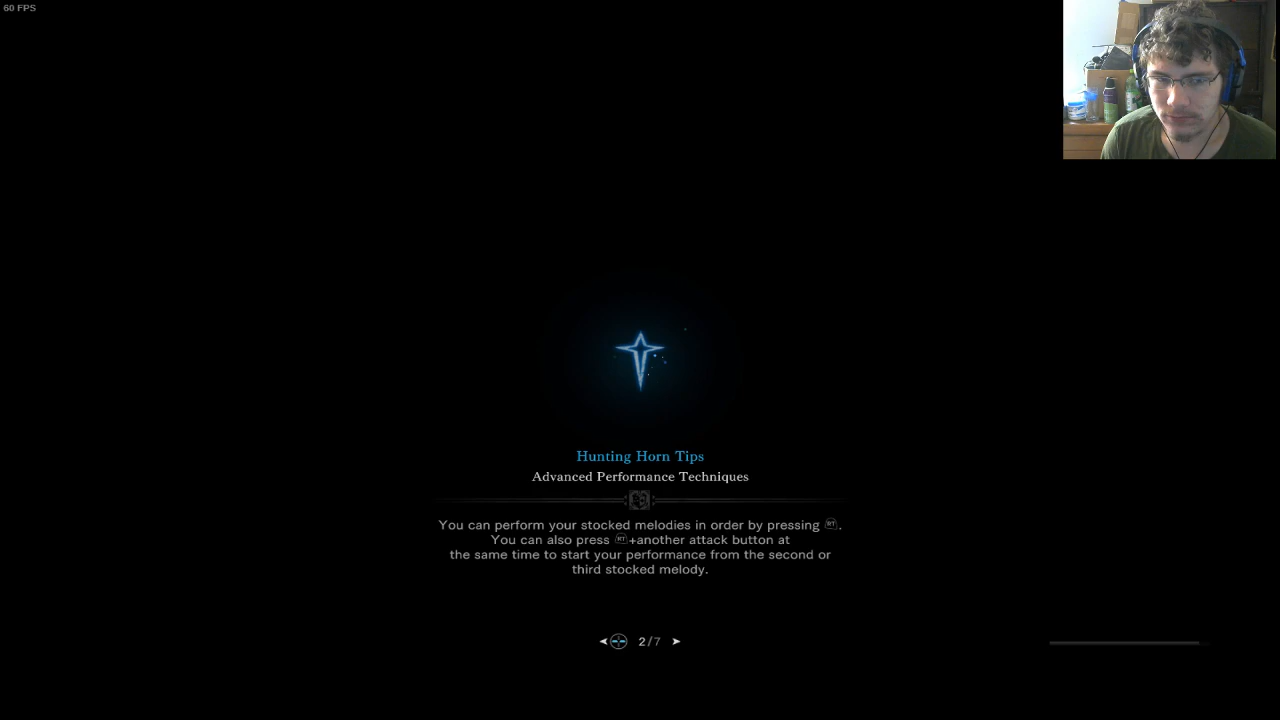 60 FPS
Hunting Horn Tips
Advanced Performance Techniques
You can perform your stocked melodies in order by pressing RT.
You can also press RT+another attack button at
the same time to start your performance from the second or
third stocked melody.
2/7